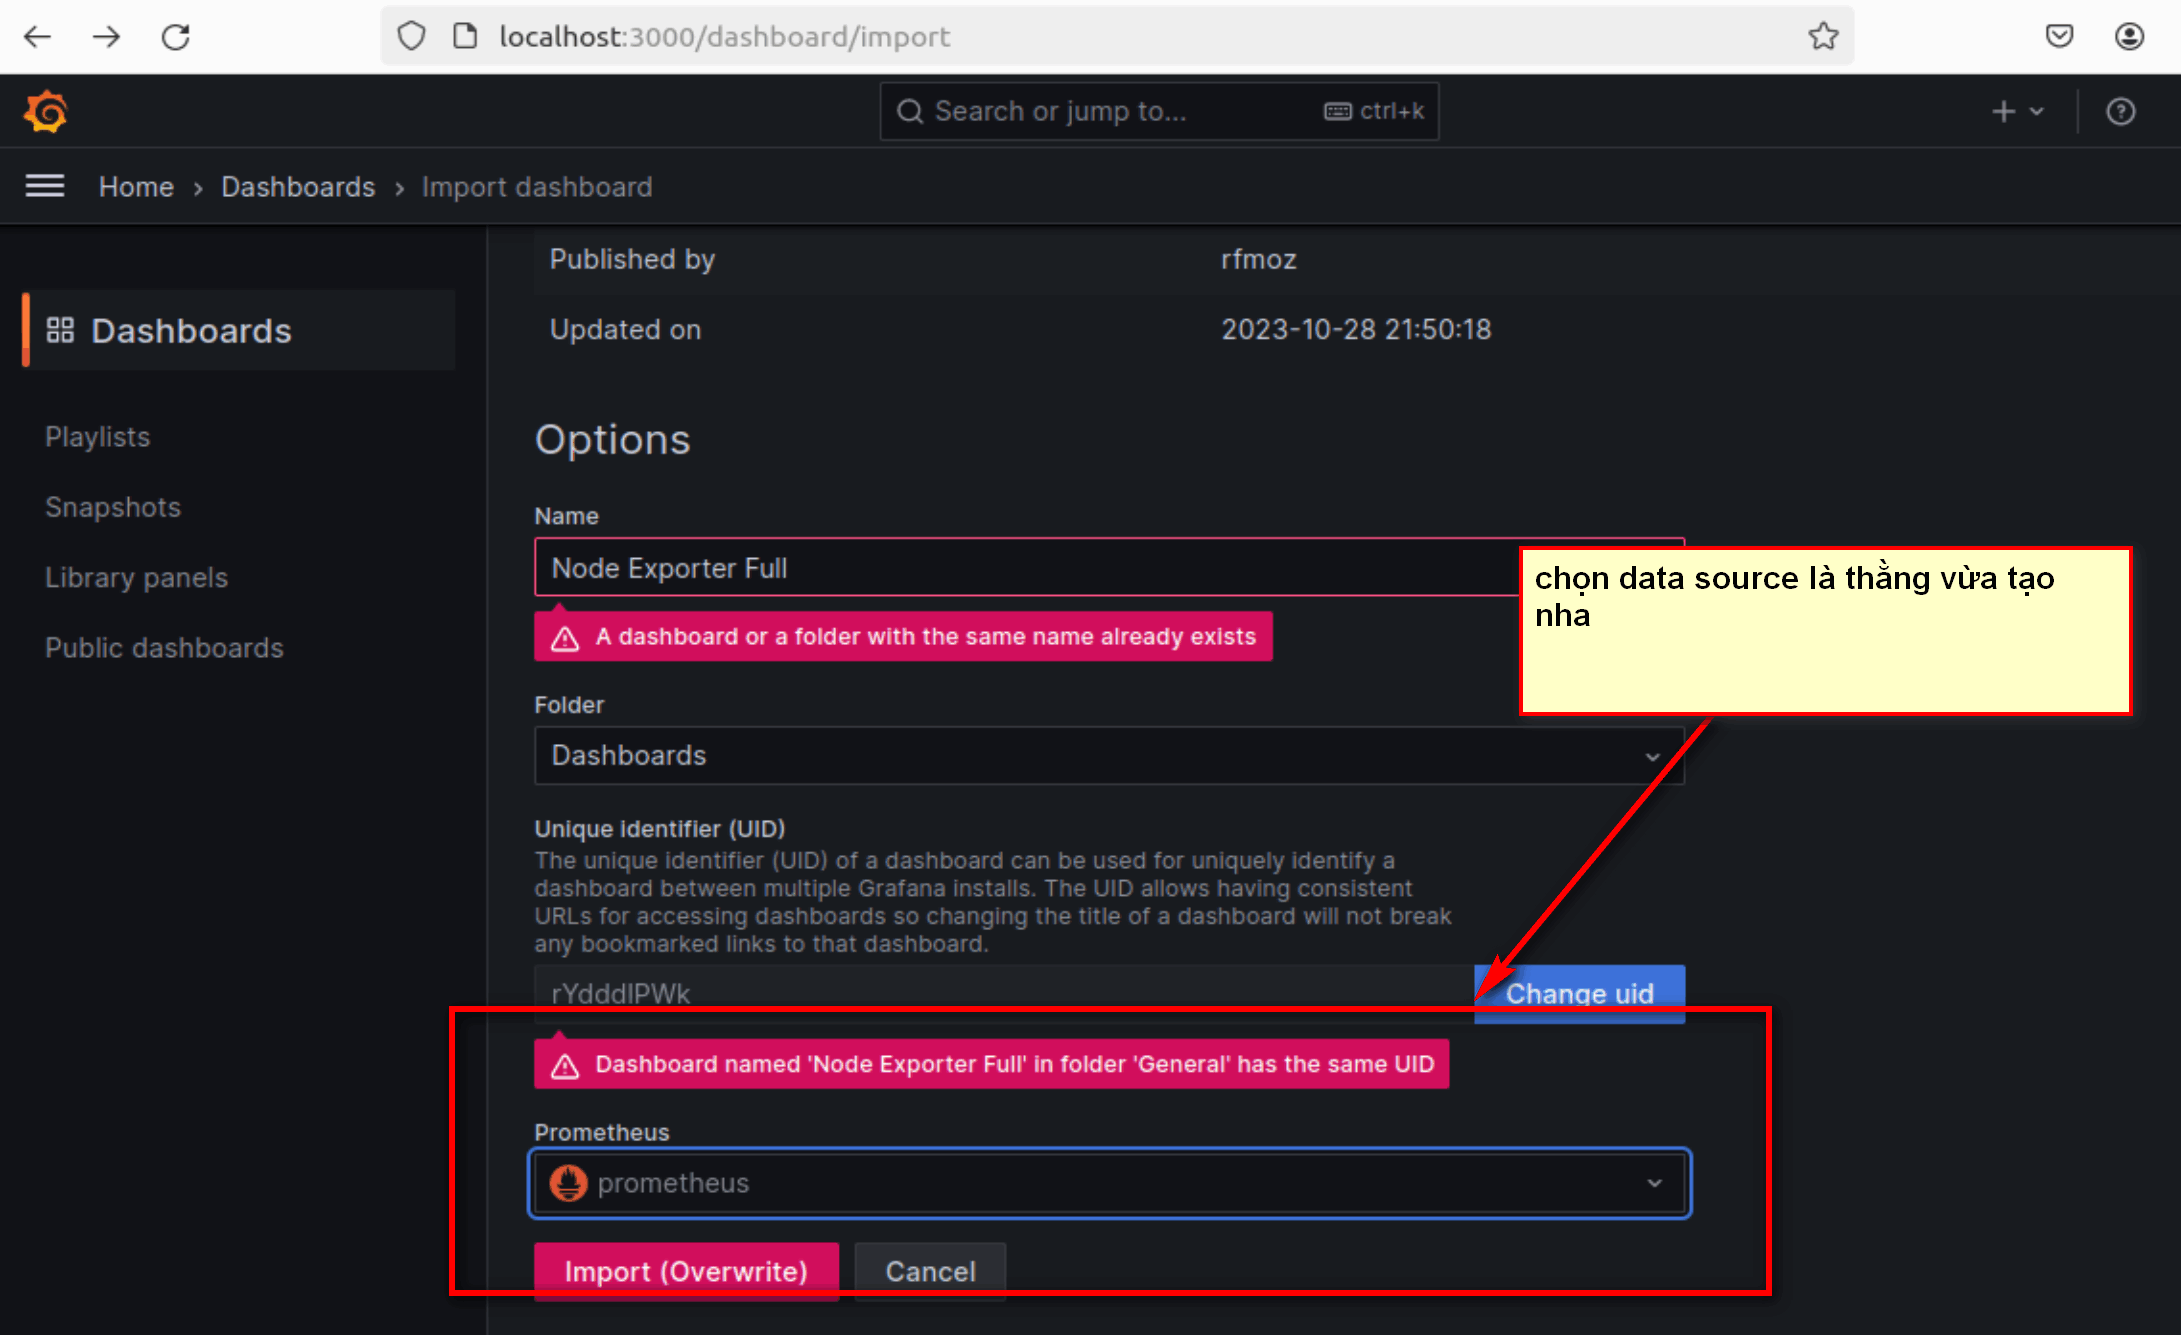 localhost:3000/dashboard/import
Search or jump to...
ctrl+k
Home › Dashboards › Import dashboard
Dashboards
Playlists
Snapshots
Library panels
Public dashboards
Published by rfmoz
Updated on 2023-10-28 21:50:18
Options
Name
Node Exporter Full
A dashboard or a folder with the same name already exists
chọn data source là thằng vừa tạo
nha
Folder
Dashboards
Unique identifier (UID)
The unique identifier (UID) of a dashboard can be used for uniquely identify a
dashboard between multiple Grafana installs. The UID allows having consistent
URLs for accessing dashboards so changing the title of a dashboard will not break
any bookmarked links to that dashboard.
rYdddlPWk
Change uid
Dashboard named 'Node Exporter Full' in folder 'General' has the same UID
Prometheus
prometheus
Import (Overwrite)
Cancel